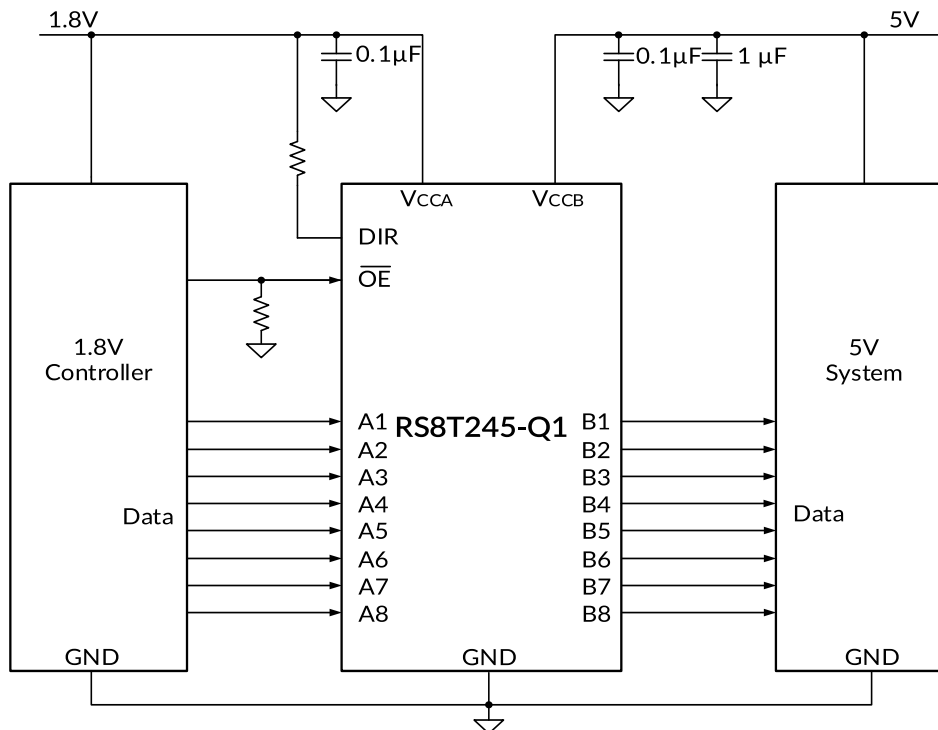 1.8V
5V
0.1µF
0.1µF
1 µF
VCCA
VCCB
DIR
OE
1.8V
Controller
5V
System
RS8T245-Q1
A1
A2
A3
A4
A5
A6
A7
A8
B1
B2
B3
B4
B5
B6
B7
B8
Data
Data
GND
GND
GND